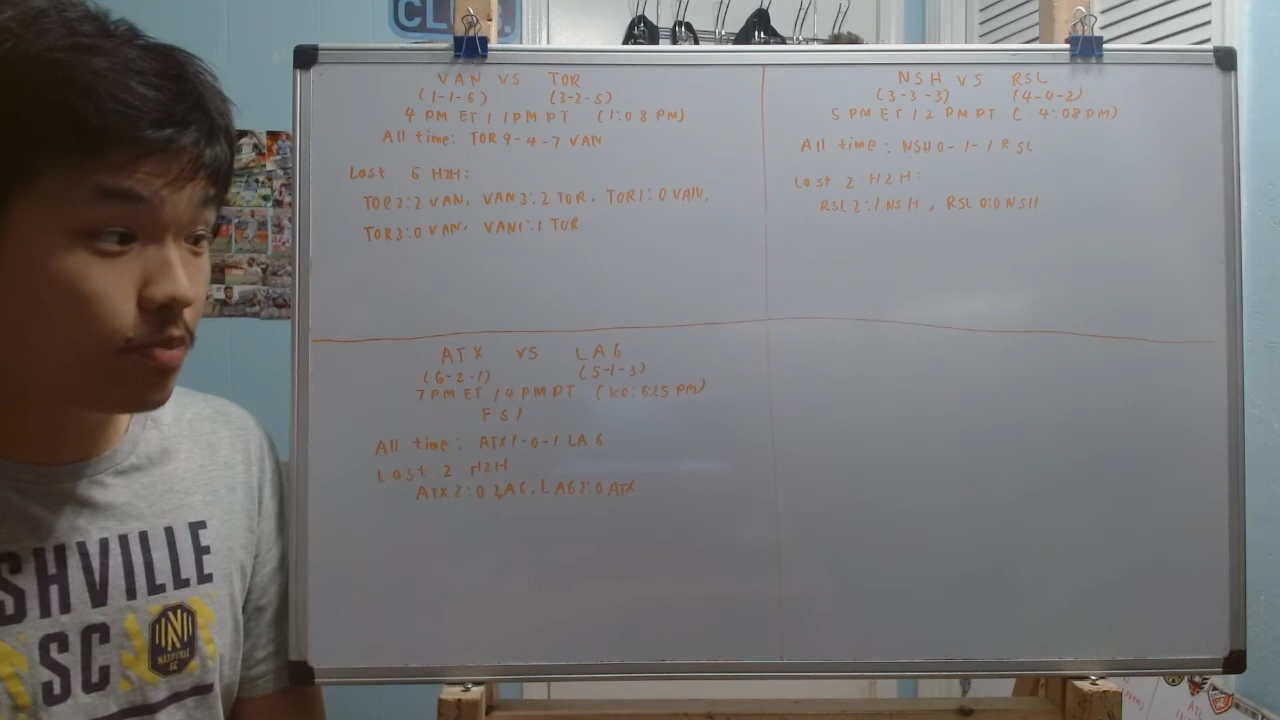 VAN VS TOR
(1-1-6) (3-2-5)
4 PM ET / 1 PM PT (1:08 PM)
All time: TOR 9-4-7 VAN
Last 5 H2H:
TOR 2:2 VAN, VAN 3:2 TOR, TOR 1:0 VAN,
TOR 3:0 VAN, VAN 1:1 TOR
NSH VS RSL
(3-3-3) (4-4-2)
5 PM ET / 2 PM PT ( 4:08 PM)
All time: NSH 0-1-1 RSL
Last 2 H2H:
RSL 2:1 NSH, RSL 0:0 NSH
ATX VS LAG
(6-2-1) (5-1-3)
7 PM ET / 4 PM PT (KO: 6:25 PM)
FS1
All time: ATX 1-0-1 LAG
Last 2 H2H
ATX 2:0 LAG, LAG 2:0 ATX
SHVILLE
SC
NASHVILLE
SC